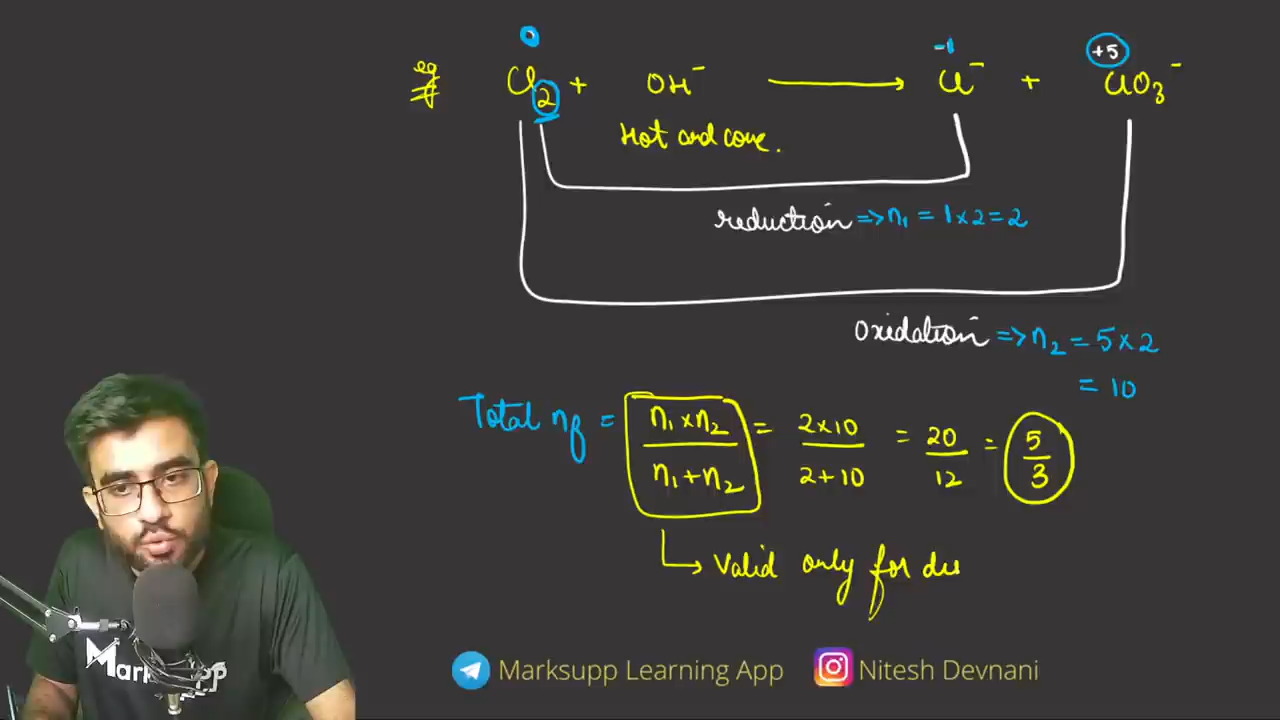 0 -1 +5
eg Cl2 + OH⁻ ⟶ Cl⁻ + ClO3⁻
Hot and conc.
reduction ⇒ n1 = 1×2 = 2
oxidation ⇒ n2 = 5×2
= 10
Total nf = n1×n2 / n1+n2 = 2×10 / 2+10 = 20 / 12 = 5 / 3
↳ Valid only for dis
Marksupp Learning App Nitesh Devnani